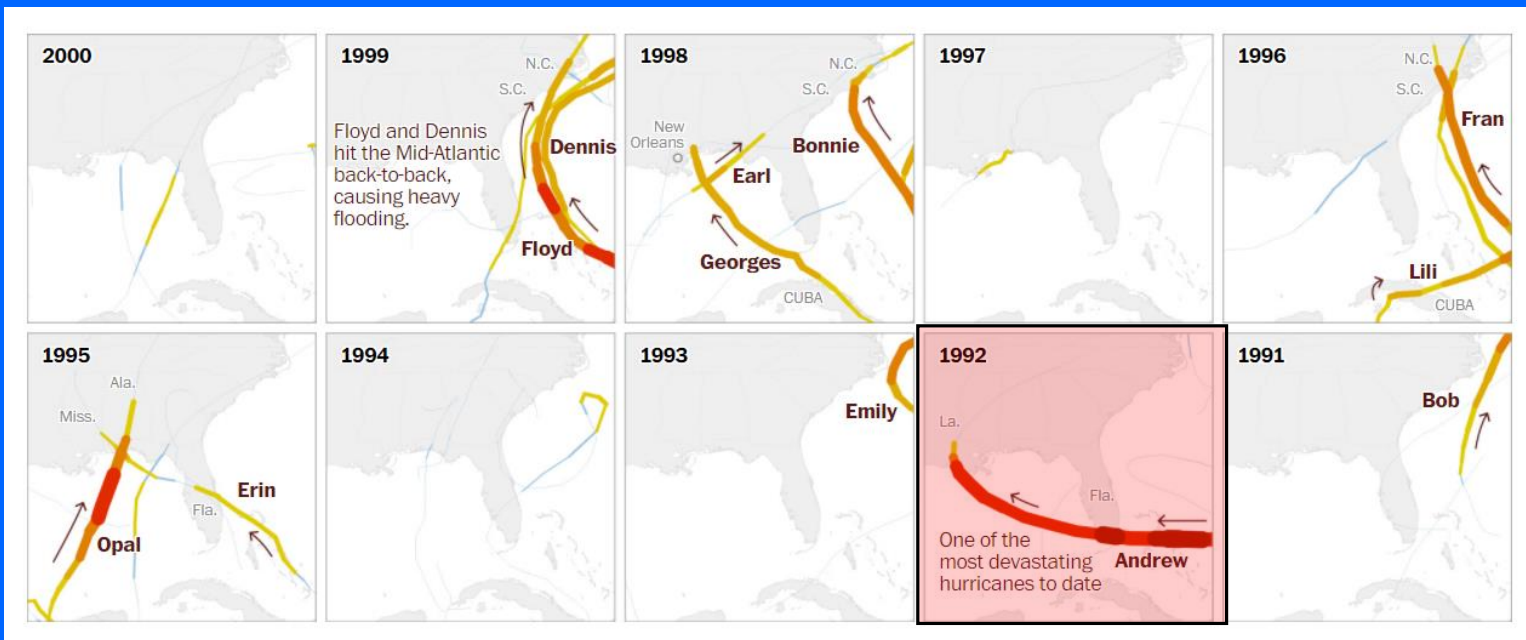 2000
1999
N.C.
S.C.
Floyd and Dennis
hit the Mid-Atlantic
back-to-back,
causing heavy
flooding.
Dennis
Floyd
1998
N.C.
S.C.
New
Orleans
Bonnie
Earl
Georges
CUBA
1997
1996
N.C.
S.C.
Fran
Lili
CUBA
1995
Ala.
Miss.
Erin
Fla.
Opal
1994
1993
Emily
1992
La.
Fla.
One of the
most devastating
hurricanes to date
Andrew
1991
Bob